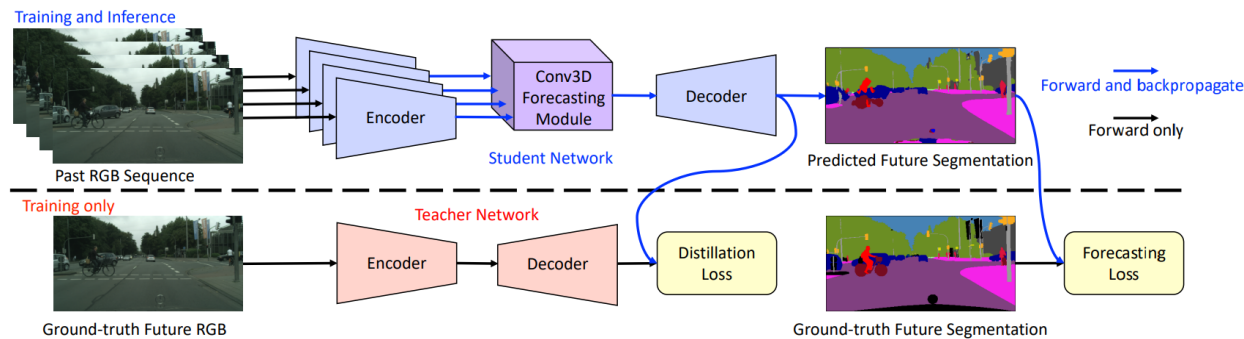 Training and Inference
Encoder
Conv3D
Forecasting
Module
Decoder
Student Network
Past RGB Sequence
Predicted Future Segmentation
Forward and backpropagate
Forward only
Training only
Teacher Network
Encoder
Decoder
Distillation
Loss
Forecasting
Loss
Ground-truth Future RGB
Ground-truth Future Segmentation